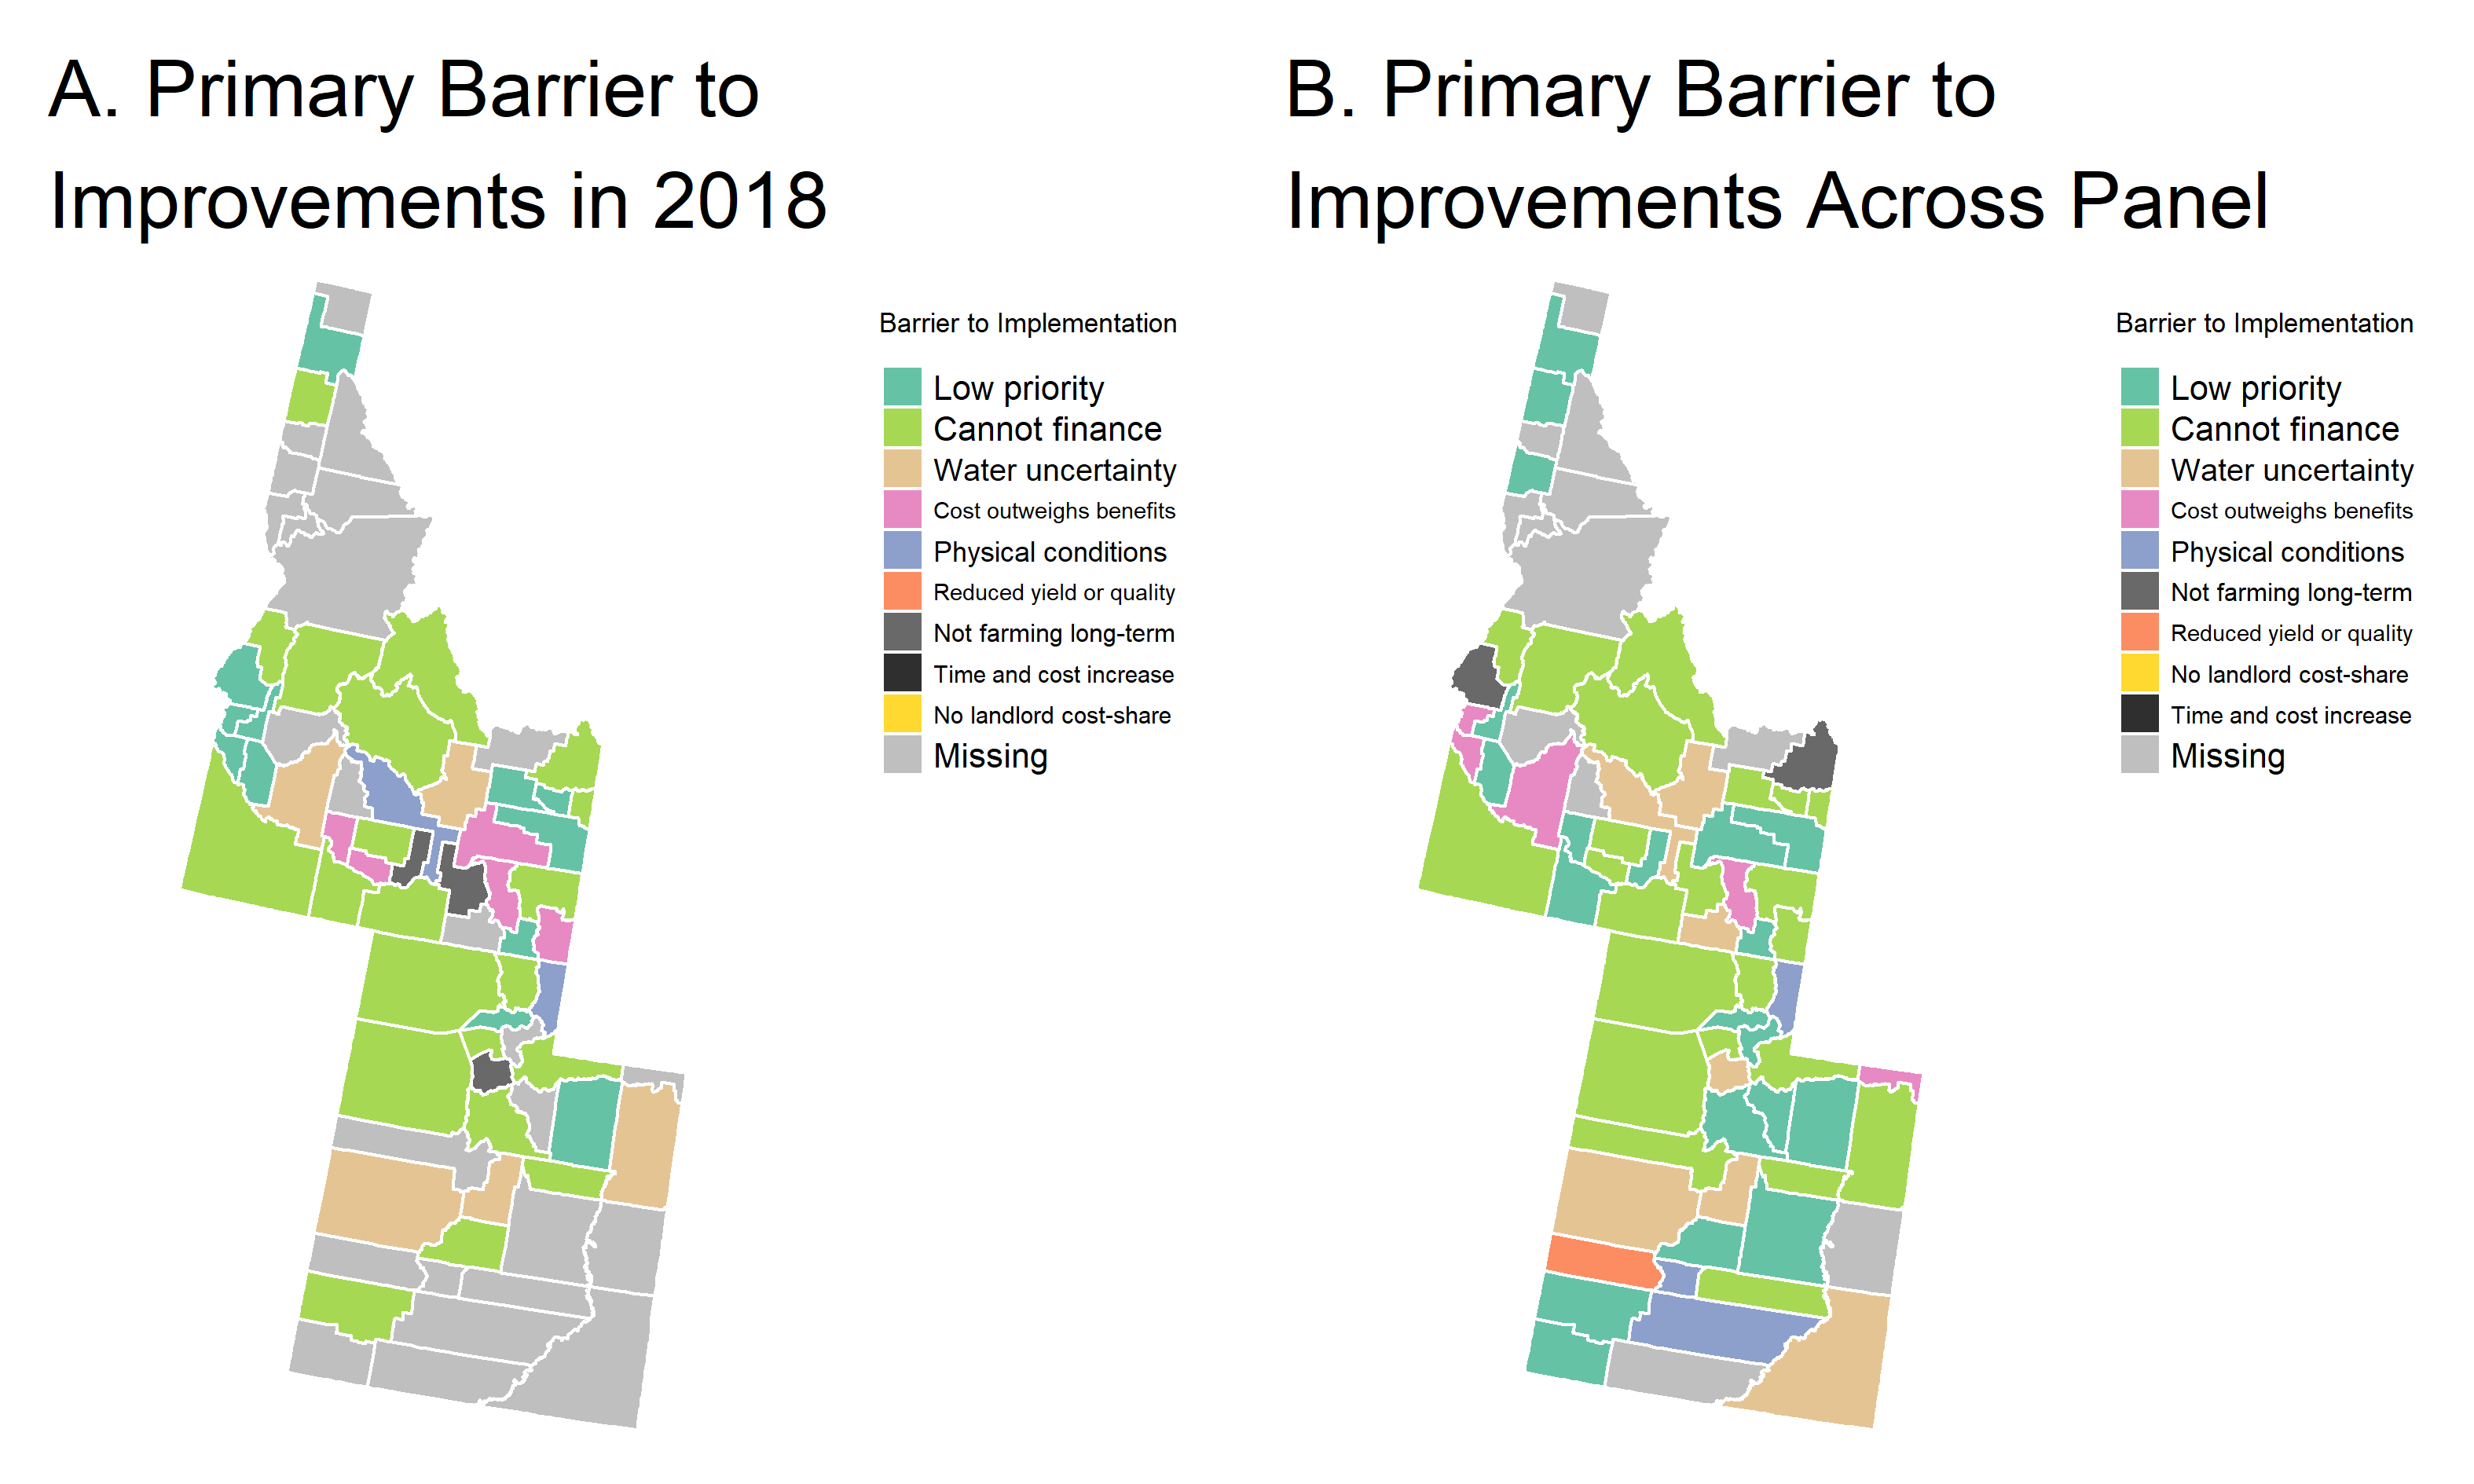 A. Primary Barrier to
Improvements in 2018
Barrier to Implementation
Low priority
Cannot finance
Water uncertainty
Cost outweighs benefits
Physical conditions
Reduced yield or quality
Not farming long-term
Time and cost increase
No landlord cost-share
Missing
B. Primary Barrier to
Improvements Across Panel
Barrier to Implementation
Low priority
Cannot finance
Water uncertainty
Cost outweighs benefits
Physical conditions
Not farming long-term
Reduced yield or quality
No landlord cost-share
Time and cost increase
Missing